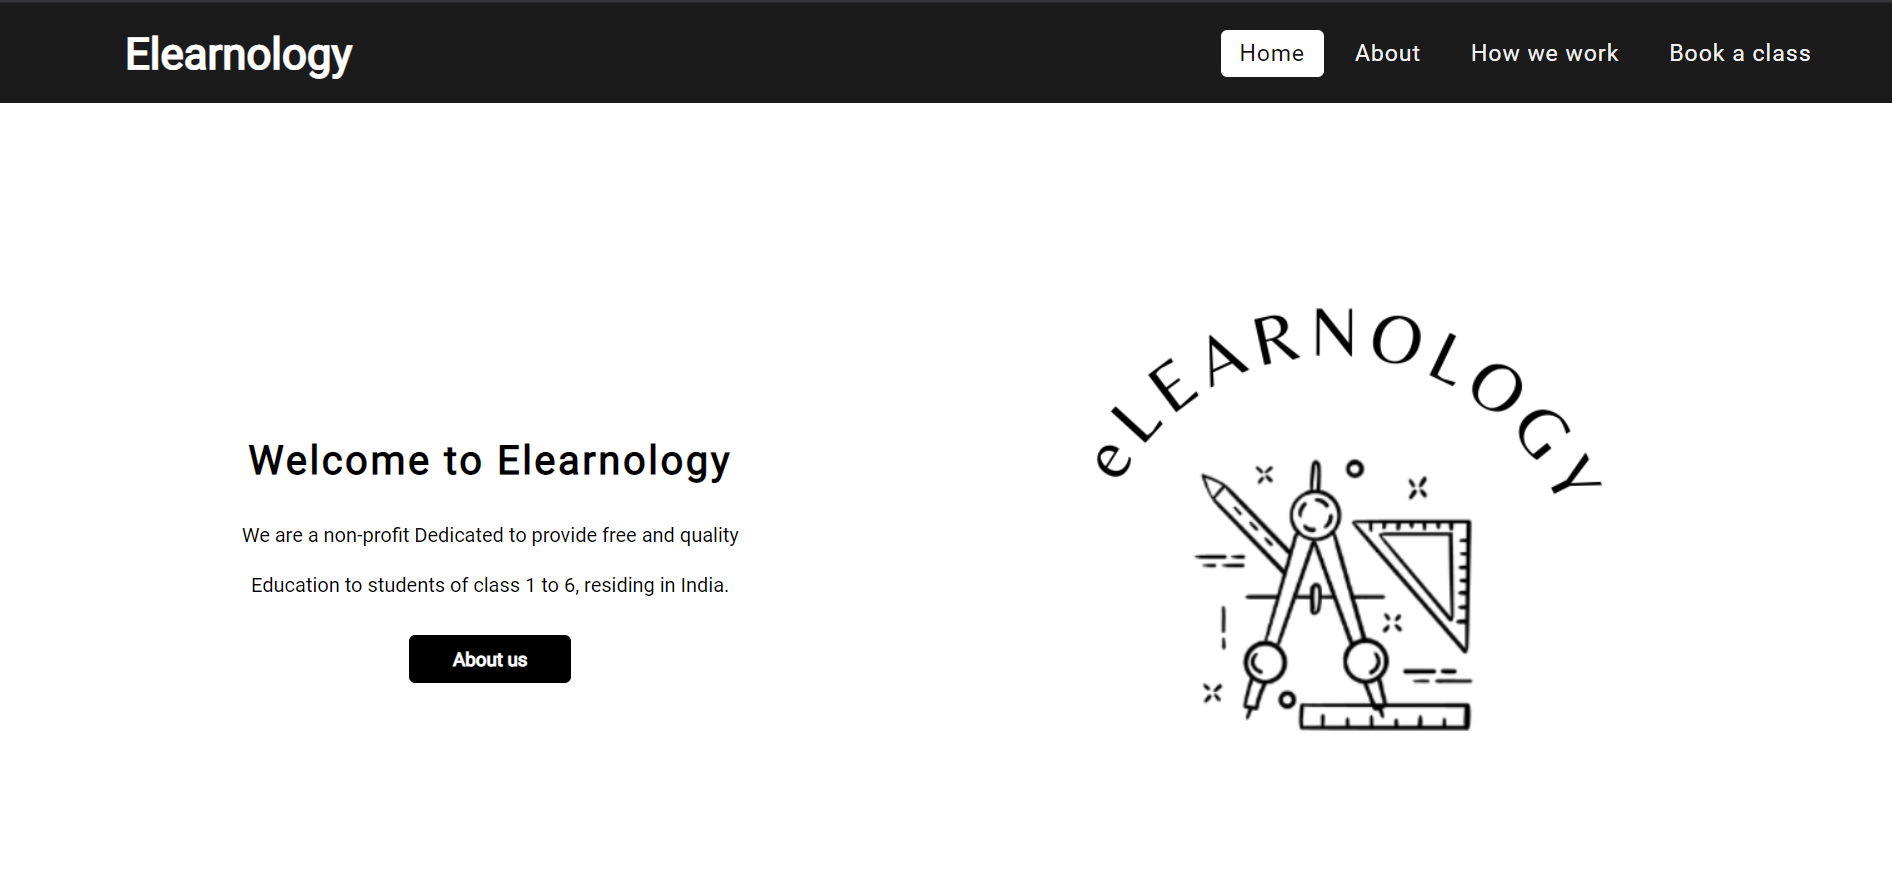 Elearnology
Home
About
How we work
Book a class
eLEARNOLOGY
Welcome to Elearnology
We are a non-profit Dedicated to provide free and quality
Education to students of class 1 to 6, residing in India.
About us